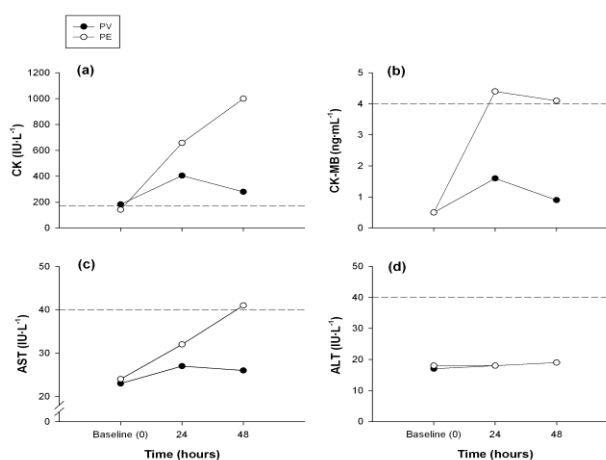 PV
PE
(a)
1200
1000
800
600
400
200
0
CK (IU·L⁻¹)
(b)
5
4
3
2
1
0
CK-MB (ng·mL⁻¹)
(c)
50
40
30
20
0
AST (IU·L⁻¹)
Baseline (0) 24 48
Time (hours)
(d)
50
40
30
20
10
0
ALT (IU·L⁻¹)
Baseline (0) 24 48
Time (hours)